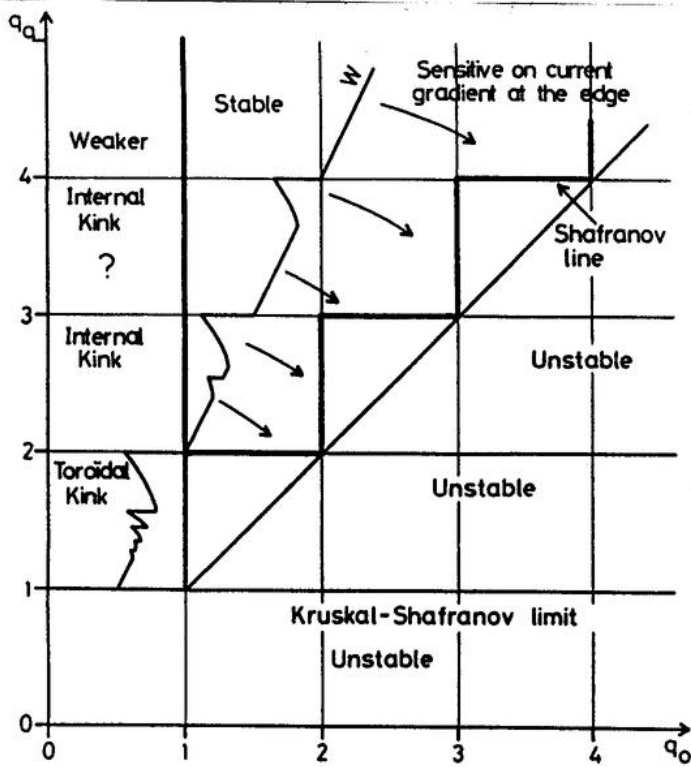 qa
Sensitive on current
gradient at the edge
W
Stable
Weaker
4
Internal
Kink
?
Shafranov
line
3
Internal
Kink
Unstable
2
Toroïdal
Kink
Unstable
1
Kruskal-Shafranov limit
Unstable
0
0 1 2 3 4 qo